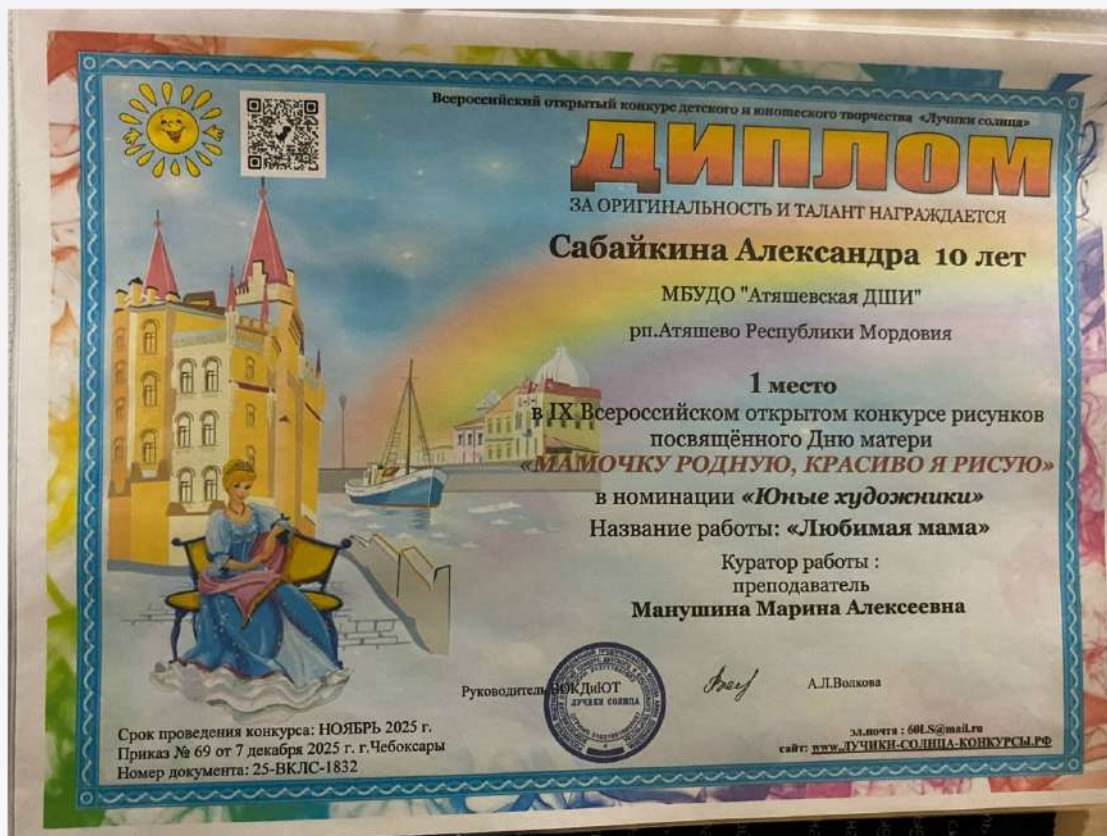 Всероссийский открытый конкурс детского и юношеского творчества «Лучики солнца»
ДИПЛОМ
ЗА ОРИГИНАЛЬНОСТЬ И ТАЛАНТ НАГРАЖДАЕТСЯ
Сабайкина Александра 10 лет
МБУДО "Атяшевская ДШИ"
рп.Атяшево Республики Мордовия
1 место
в IX Всероссийском открытом конкурсе рисунков
посвящённого Дню матери
«МАМОЧКУ РОДНУЮ, КРАСИВО Я РИСУЮ»
в номинации «Юные художники»
Название работы: «Любимая мама»
Куратор работы :
преподаватель
Манушина Марина Алексеевна
Руководитель ВОКДиЮТ
ЛУЧИКИ СОЛНЦА
А.Л.Волкова
Срок проведения конкурса: НОЯБРЬ 2025 г.
Приказ № 69 от 7 декабря 2025 г. г.Чебоксары
Номер документа: 25-ВКЛС-1832
эл.почта : 60LS@mail.ru
сайт: www.ЛУЧИКИ-СОЛНЦА-КОНКУРСЫ.РФ